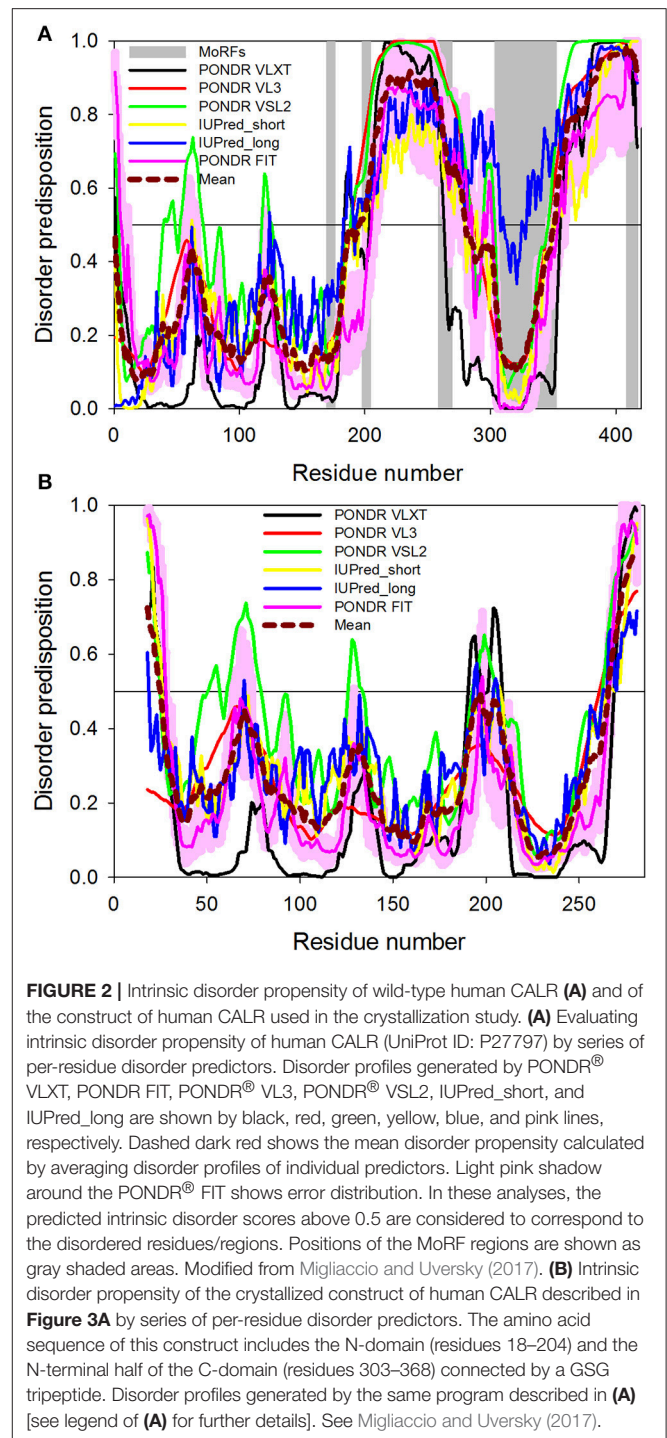 A
Disorder predisposition
1.0
0.8
0.6
0.4
0.2
0.0
MoRFs
PONDR VLXT
PONDR VL3
PONDR VSL2
IUPred_short
IUPred_long
PONDR FIT
Mean
0 100 200 300 400
Residue number
B
Disorder predisposition
1.0
0.8
0.6
0.4
0.2
0.0
PONDR VLXT
PONDR VL3
PONDR VSL2
IUPred_short
IUPred_long
PONDR FIT
Mean
0 50 100 150 200 250
Residue number
FIGURE 2 | Intrinsic disorder propensity of wild-type human CALR (A) and of
the construct of human CALR used in the crystallization study. (A) Evaluating
intrinsic disorder propensity of human CALR (UniProt ID: P27797) by series of
per-residue disorder predictors. Disorder profiles generated by PONDR®
VLXT, PONDR FIT, PONDR® VL3, PONDR® VSL2, IUPred_short, and
IUPred_long are shown by black, red, green, yellow, blue, and pink lines,
respectively. Dashed dark red shows the mean disorder propensity calculated
by averaging disorder profiles of individual predictors. Light pink shadow
around the PONDR® FIT shows error distribution. In these analyses, the
predicted intrinsic disorder scores above 0.5 are considered to correspond to
the disordered residues/regions. Positions of the MoRF regions are shown as
gray shaded areas. Modified from Migliaccio and Uversky (2017). (B) Intrinsic
disorder propensity of the crystallized construct of human CALR described in
Figure 3A by series of per-residue disorder predictors. The amino acid
sequence of this construct includes the N-domain (residues 18–204) and the
N-terminal half of the C-domain (residues 303–368) connected by a GSG
tripeptide. Disorder profiles generated by the same program described in (A)
[see legend of (A) for further details]. See Migliaccio and Uversky (2017).